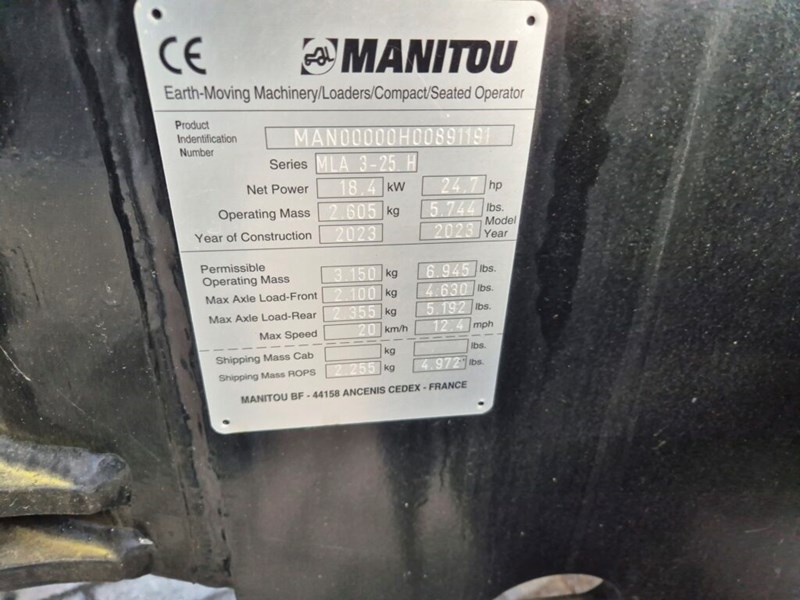 CE MANITOU
Earth-Moving Machinery/Loaders/Compact/Seated Operator
Product
Indentification
Number
MAN00000H00891191
Series MLA 3-25 H
Net Power 18.4 kW 24.7 hp
Operating Mass 2.605 kg 5.744 lbs.
Year of Construction 2023 2023 Model Year
Permissible
Operating Mass 3.150 kg 6.945 lbs.
Max Axle Load-Front 2.100 kg 4.630 lbs.
Max Axle Load-Rear 2.355 kg 5.192 lbs.
Max Speed 20 km/h 12.4 mph
Shipping Mass Cab kg lbs.
Shipping Mass ROPS 2.255 kg 4.972 lbs.
MANITOU BF - 44158 ANCENIS CEDEX - FRANCE